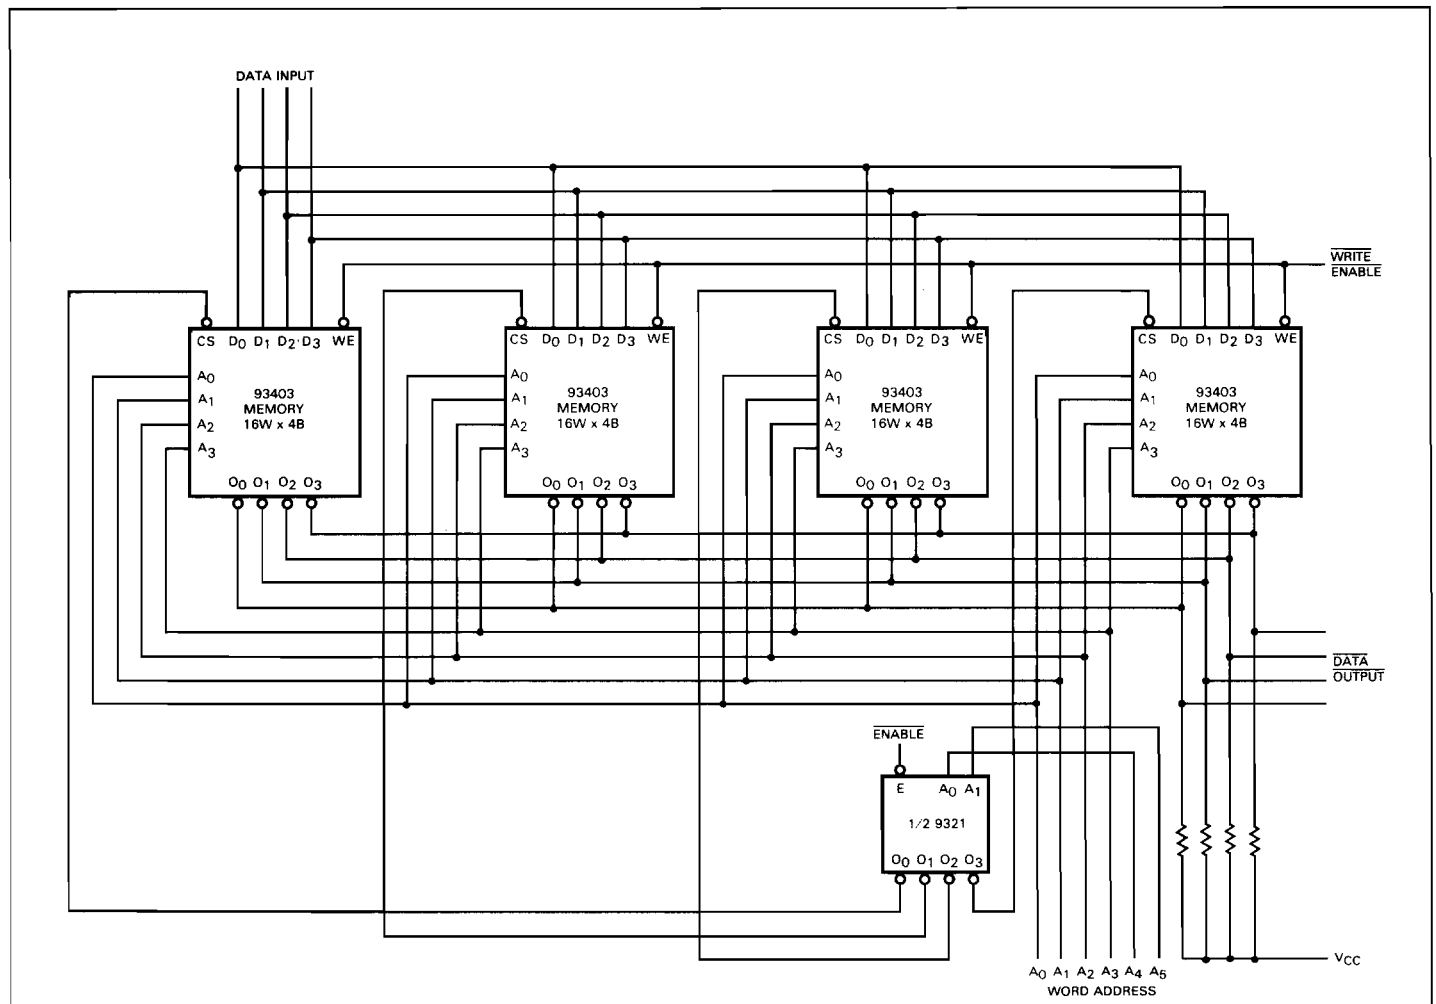 DATA INPUT
WRITE
ENABLE
CS D0 D1 D2 D3 WE
A0
A1
A2
A3
93403
MEMORY
16W x 4B
O0 O1 O2 O3
CS D0 D1 D2 D3 WE
A0
A1
A2
A3
93403
MEMORY
16W x 4B
O0 O1 O2 O3
CS D0 D1 D2 D3 WE
A0
A1
A2
A3
93403
MEMORY
16W x 4B
O0 O1 O2 O3
CS D0 D1 D2 D3 WE
A0
A1
A2
A3
93403
MEMORY
16W x 4B
O0 O1 O2 O3
DATA
OUTPUT
ENABLE
E A0 A1
1/2 9321
O0 O1 O2 O3
VCC
A0 A1 A2 A3 A4 A5
WORD ADDRESS